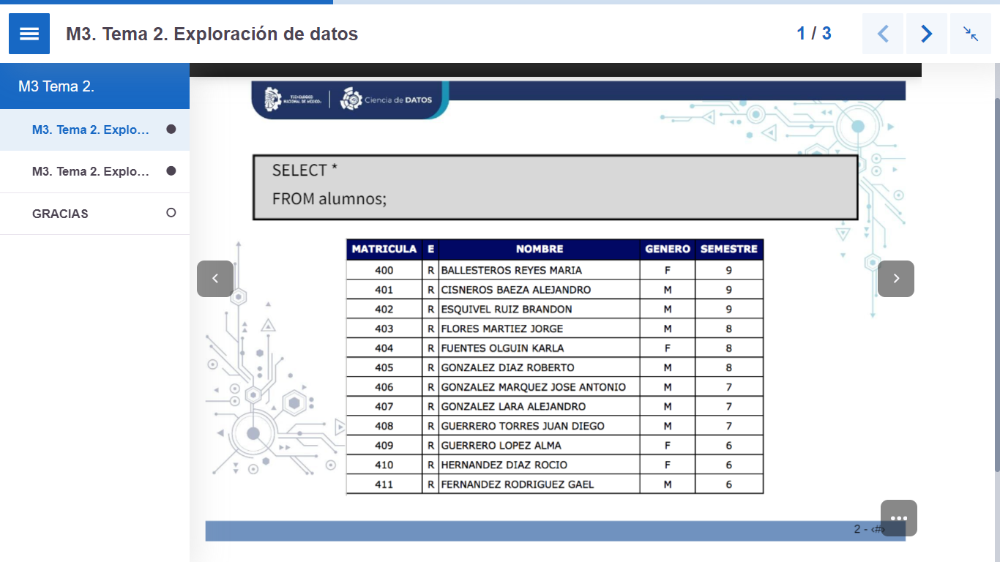 M3. Tema 2. Exploración de datos
1 / 3
M3 Tema 2.
M3. Tema 2. Explo...
M3. Tema 2. Explo...
GRACIAS
TECNOLÓGICO
NACIONAL DE MÉXICO®
Ciencia de DATOS
SELECT *
FROM alumnos;
MATRICULA E NOMBRE GENERO SEMESTRE
400 R BALLESTEROS REYES MARIA F 9
401 R CISNEROS BAEZA ALEJANDRO M 9
402 R ESQUIVEL RUIZ BRANDON M 9
403 R FLORES MARTIEZ JORGE M 8
404 R FUENTES OLGUIN KARLA F 8
405 R GONZALEZ DIAZ ROBERTO M 8
406 R GONZALEZ MARQUEZ JOSE ANTONIO M 7
407 R GONZALEZ LARA ALEJANDRO M 7
408 R GUERRERO TORRES JUAN DIEGO M 7
409 R GUERRERO LOPEZ ALMA F 6
410 R HERNANDEZ DIAZ ROCIO F 6
411 R FERNANDEZ RODRIGUEZ GAEL M 6
2 - ‹#›